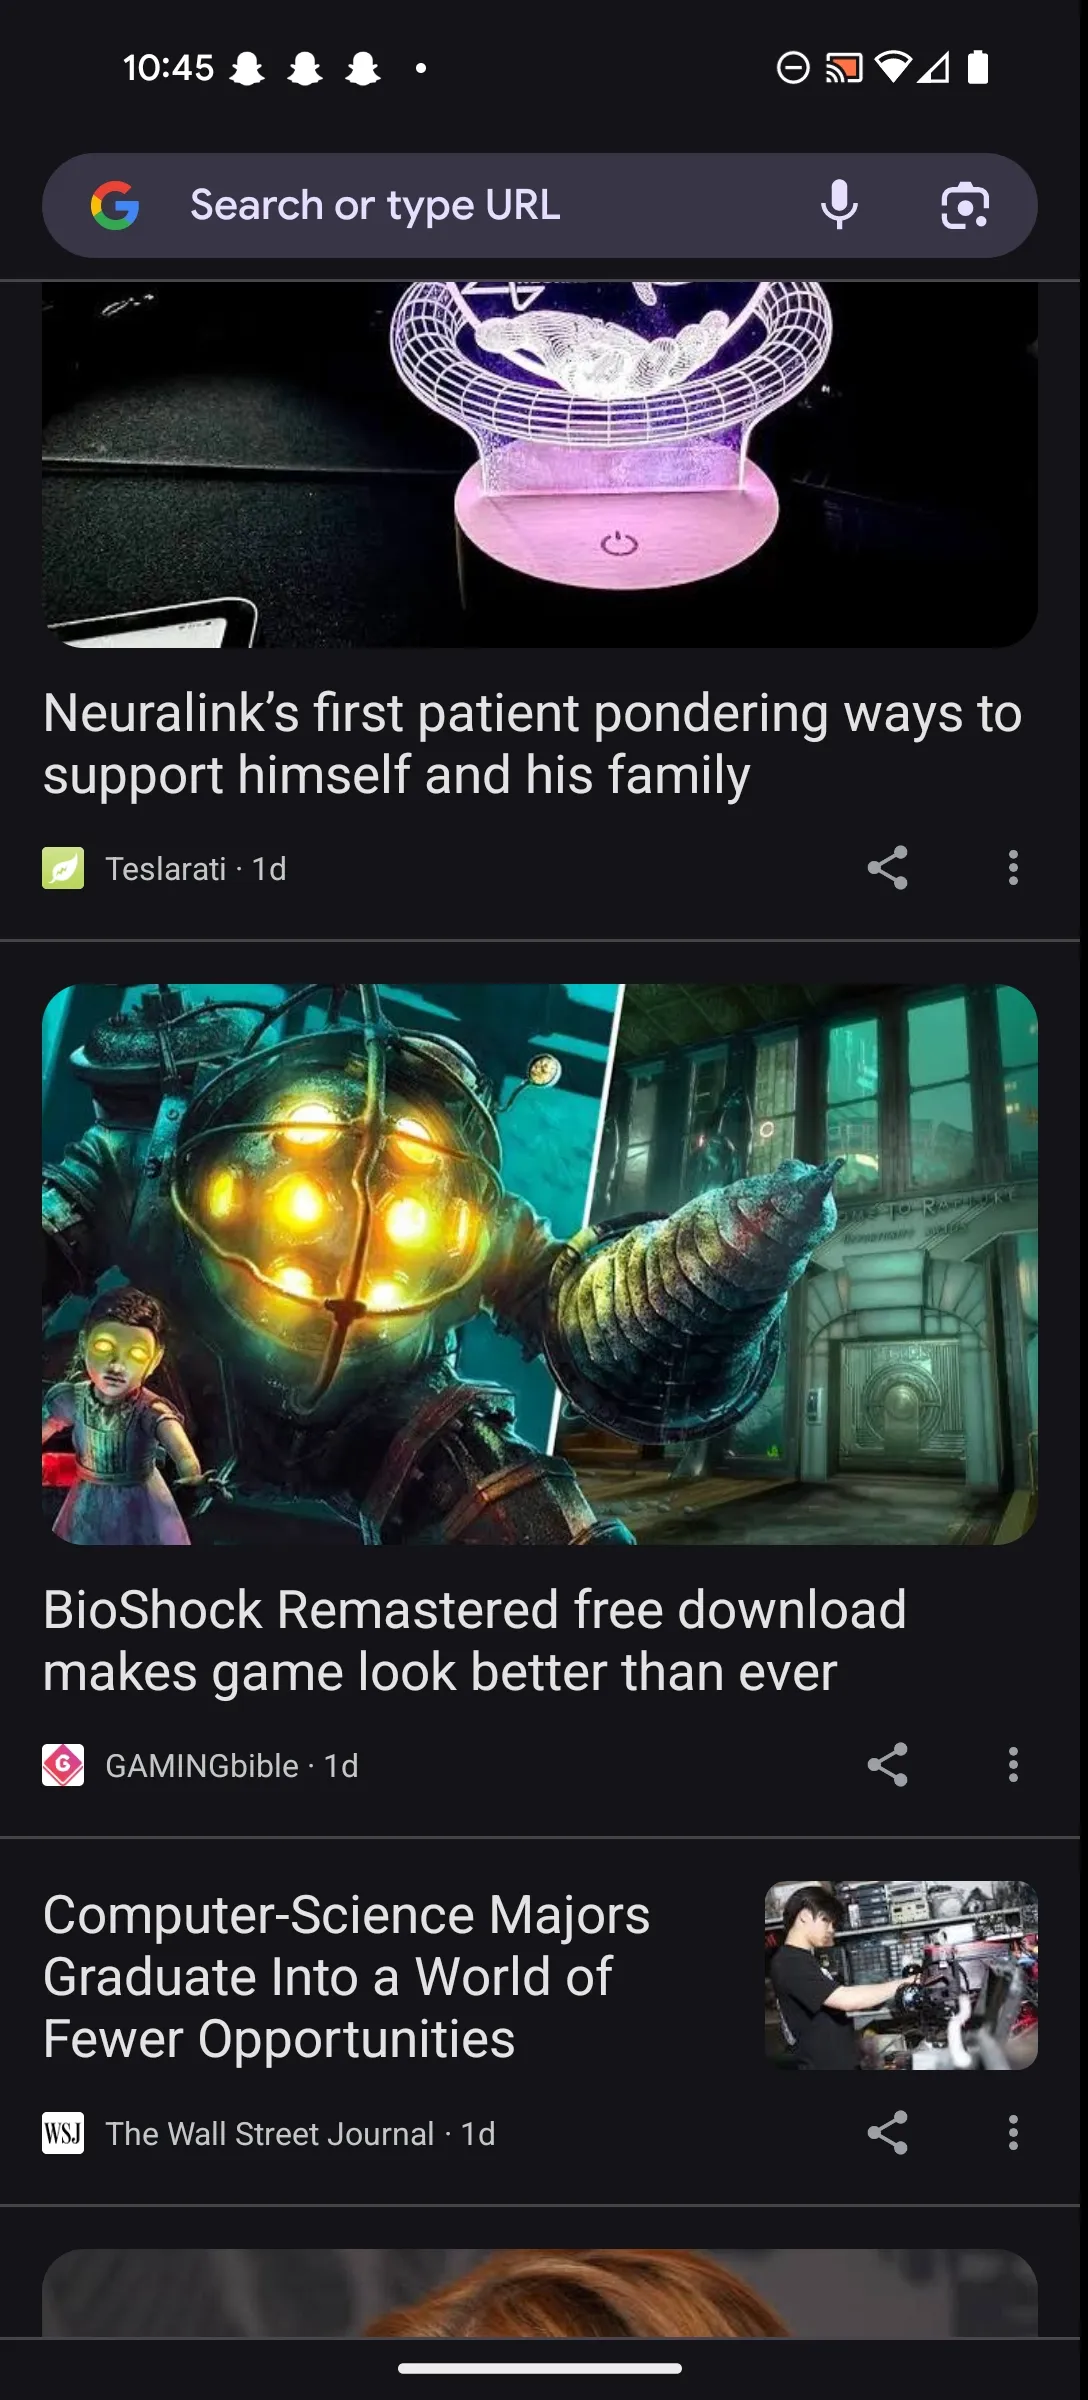 10:45
Search or type URL
Neuralink’s first patient pondering ways to
support himself and his family
Teslarati · 1d
BioShock Remastered free download
makes game look better than ever
G
GAMINGbible · 1d
Computer-Science Majors
Graduate Into a World of
Fewer Opportunities
WSJ
The Wall Street Journal · 1d